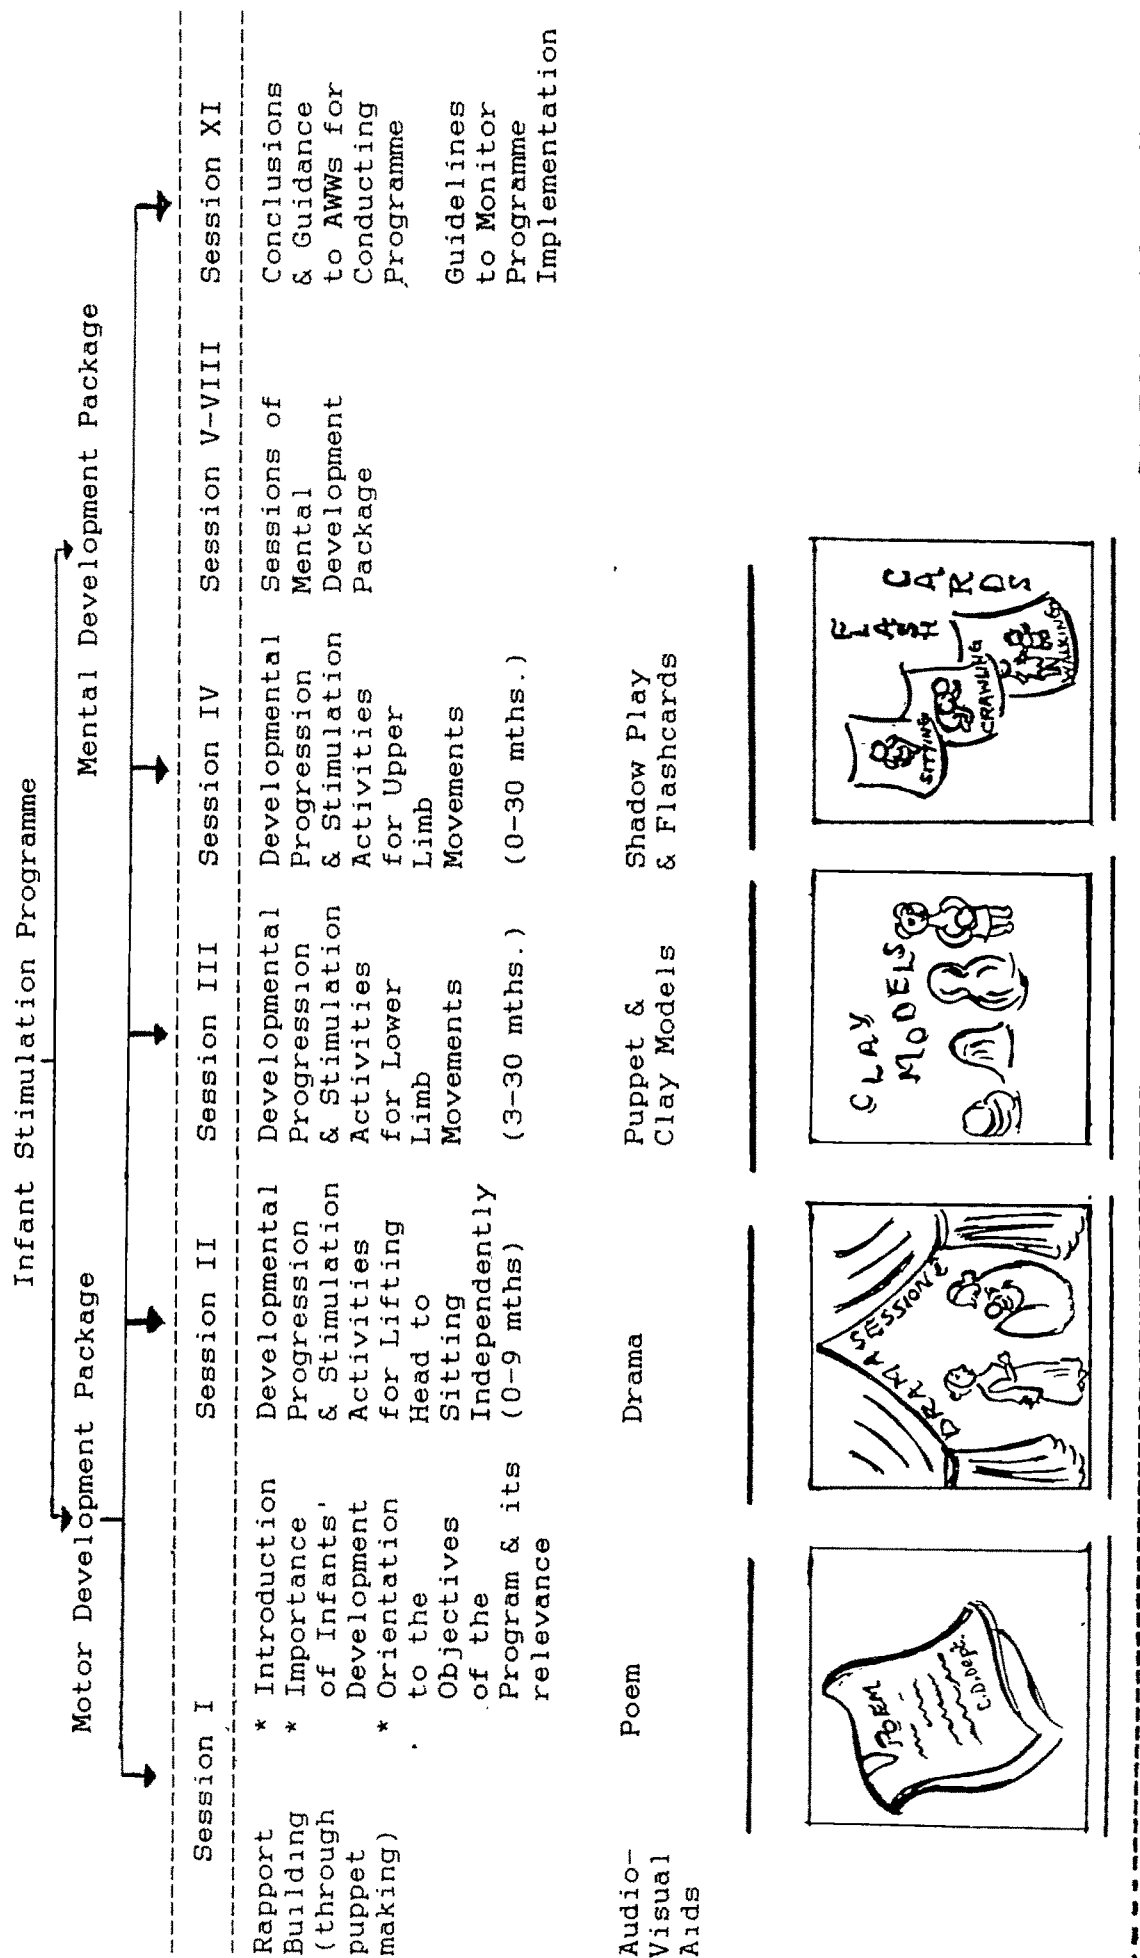 Infant Stimulation Programme
Motor Development Package
Mental Development Package
Session I
Session II
Session III
Session IV
Session V-VIII
Session XI
Rapport
Building
(through
puppet
making)
* Introduction
* Importance
of Infants'
Development
* Orientation
to the
Objectives
of the
Program & its
relevance
Developmental
Progression
& Stimulation
Activities
for Lifting
Head to
Sitting
Independently
(0-9 mths)
Developmental
Progression
& Stimulation
Activities
for Lower
Limb
Movements
(3-30 mths.)
Developmental
Progression
& Stimulation
Activities
for Upper
Limb
Movements
(0-30 mths.)
Sessions of
Mental
Development
Package
Conclusions
& Guidance
to AWWs for
Conducting
Programme
Guidelines
to Monitor
Programme
Implementation
Audio-
Visual
Aids
Poem
Drama
Puppet &
Clay Models
Shadow Play
& Flashcards
POEM
C.D.Dept.
DRAMA SESSION
CLAY
MODELS
FLASH
CARDS
SITTING
CRAWLING
WALKING